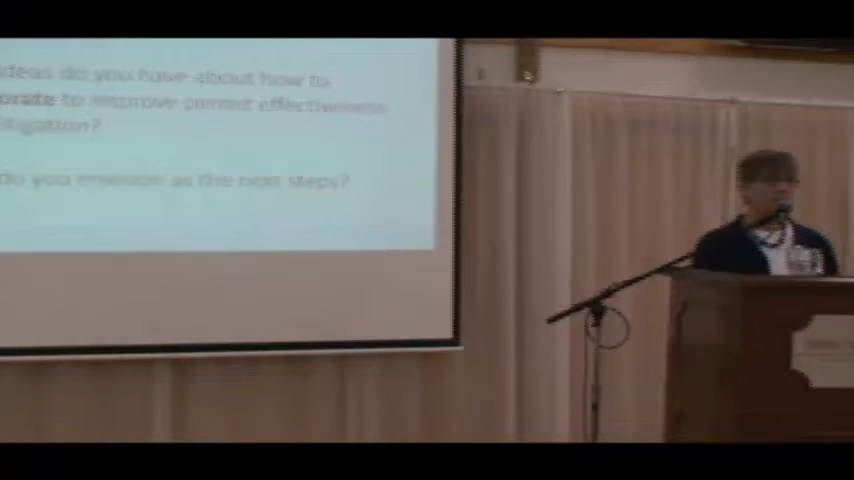 ideas do you have about how to
orate to improve permit effectiveness
itigation?
do you envision as the next steps?